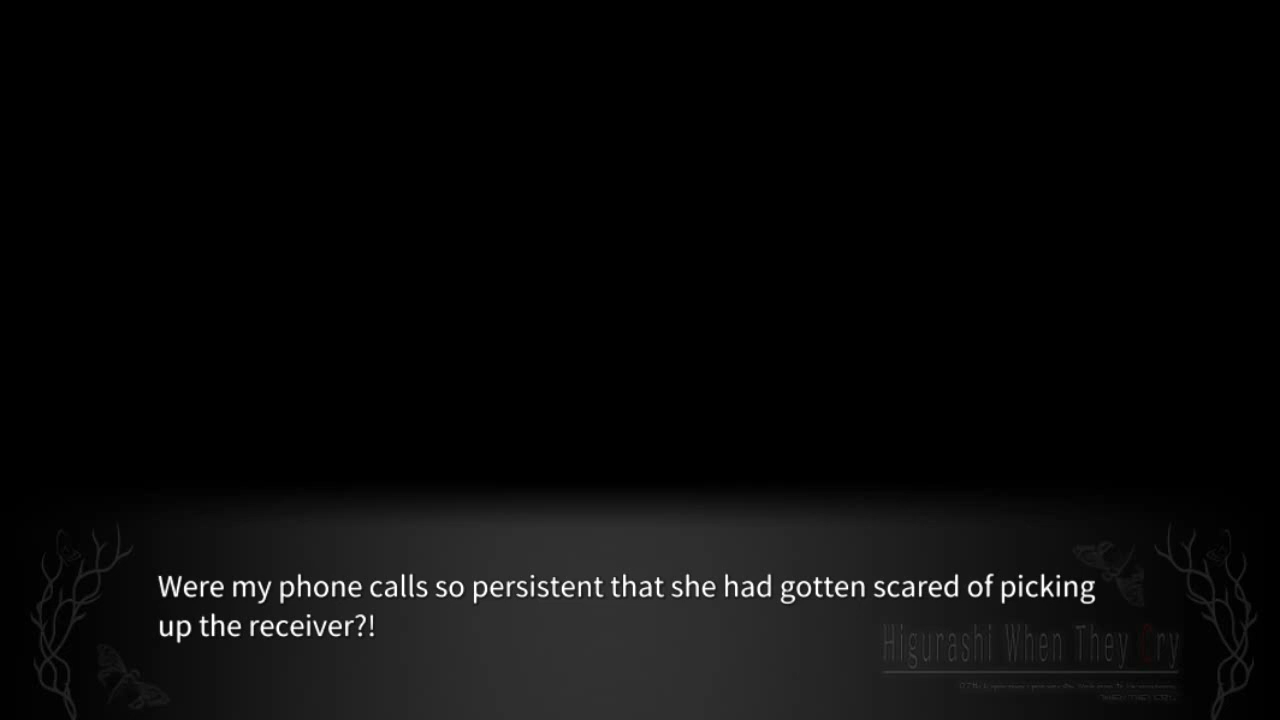 Were my phone calls so persistent that she had gotten scared of picking
up the receiver?!
Higurashi When They Cry